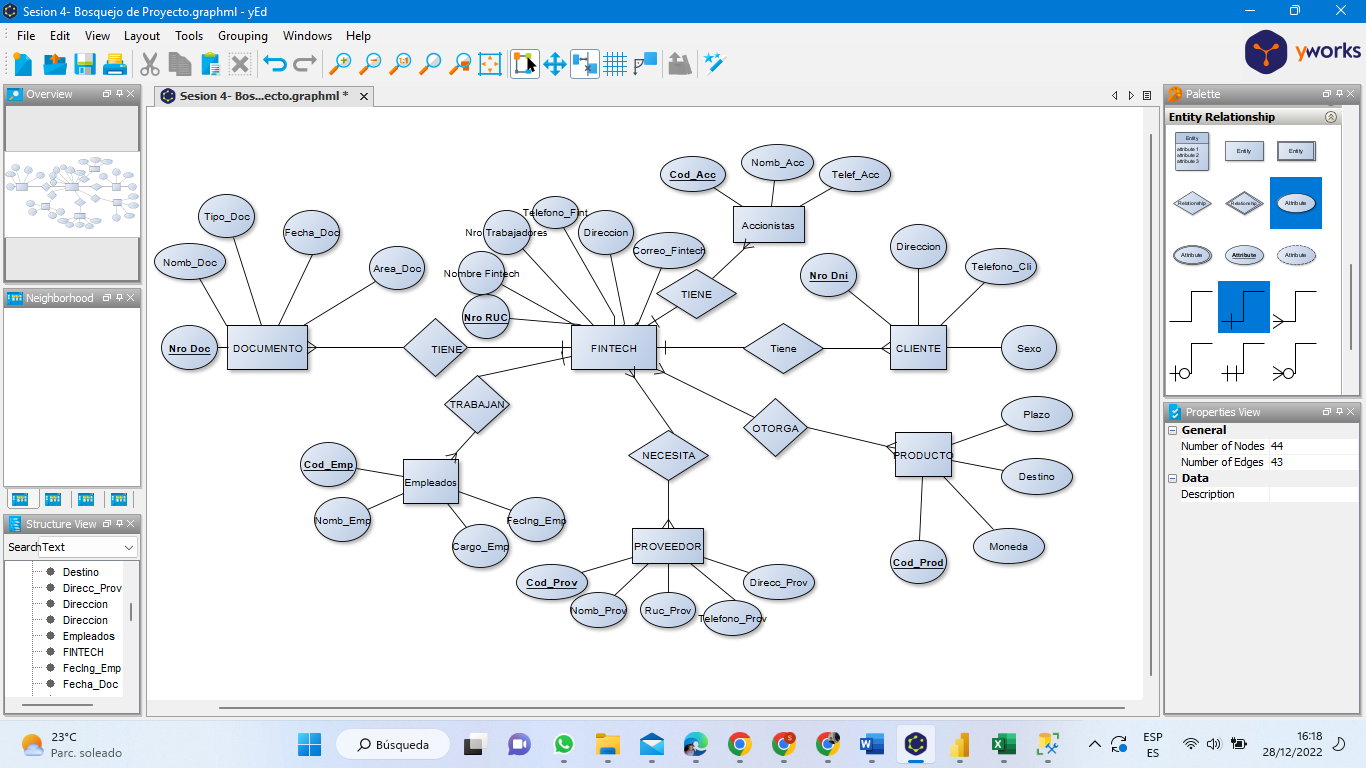 Sesion 4- Bosquejo de Proyecto.graphml - yEd
File Edit View Layout Tools Grouping Windows Help
yworks
Overview
Sesion 4- Bos...ecto.graphml *
Palette
Entity Relationship
Entity
attribute 1
attribute 2
attribute 3
Entity
Entity
Relationship
Relationship
Attribute
Attribute
Attribute
Attribute
Neighborhood
Structure View
Search Text
Destino
Direcc_Prov
Direccion
Direccion
Empleados
FINTECH
FecIng_Emp
Fecha_Doc
Nomb_Doc
Tipo_Doc
Fecha_Doc
Area_Doc
Nro Doc
DOCUMENTO
TIENE
Nro Trabajadores
Telefono_Fint
Direccion
Correo_Fintech
Nombre Fintech
Nro RUC
FINTECH
Cod_Acc
Nomb_Acc
Telef_Acc
Accionistas
TIENE
Nro Dni
Direccion
Telefono_Cli
Tiene
CLIENTE
Sexo
TRABAJAN
Cod_Emp
Empleados
Nomb_Emp
Cargo_Emp
FecIng_Emp
NECESITA
PROVEEDOR
Cod_Prov
Nomb_Prov
Ruc_Prov
Telefono_Prov
Direcc_Prov
OTORGA
PRODUCTO
Plazo
Destino
Moneda
Cod_Prod
Properties View
General
Number of Nodes 44
Number of Edges 43
Data
Description
23°C
Parc. soleado
Búsqueda
ESP
ES
16:18
28/12/2022